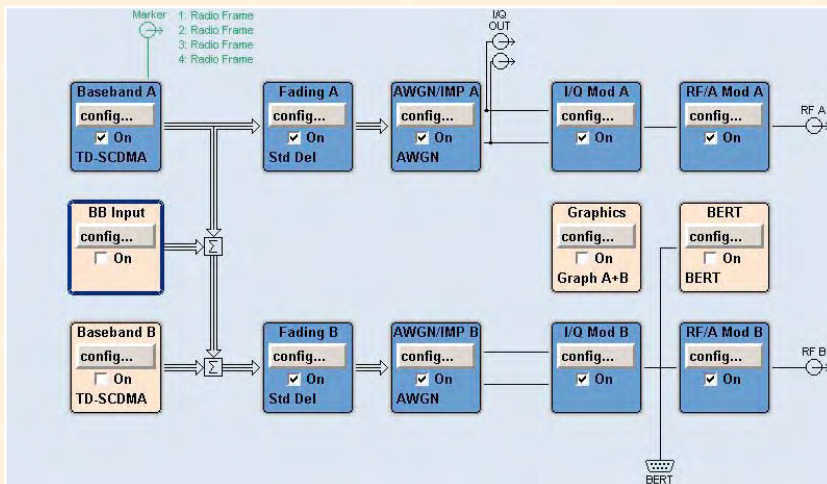 Marker
1: Radio Frame
2: Radio Frame
3: Radio Frame
4: Radio Frame
I/Q
OUT
Baseband A
config...
On
TD-SCDMA
Fading A
config...
On
Std Del
AWGN/IMP A
config...
On
AWGN
I/Q Mod A
config...
On
RF/A Mod A
config...
On
RF A
BB Input
config...
On
Σ
Graphics
config...
On
Graph A+B
BERT
config...
On
BERT
Baseband B
config...
On
TD-SCDMA
Σ
Fading B
config...
On
Std Del
AWGN/IMP B
config...
On
AWGN
I/Q Mod B
config...
On
RF/A Mod B
config...
On
RF B
BERT